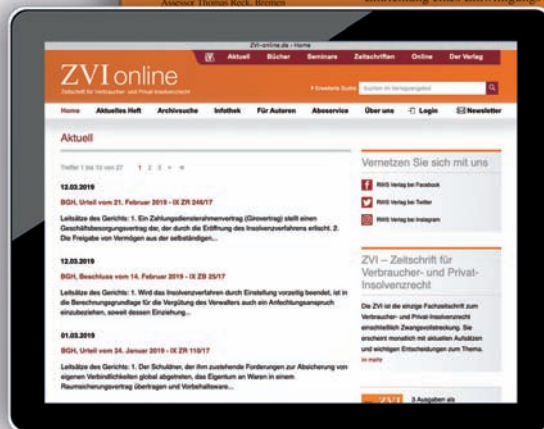 Assessor Thomas Reck, Bremen
ZVI-online.de : Home
Aktuell Bücher Seminare Zeitschriften Online Der Verlag
ZVI online
Zeitschrift für Verbraucher- und Privat-Insolvenzrecht
Erweiterte Suche Suchen im Verlagsangebot
Home Aktuelles Heft Archivsuche Infothek Für Autoren Aboservice Über uns Login Newsletter
Aktuell
Treffer 1 bis 10 von 27 1 2 3
12.03.2019
BGH, Urteil vom 21. Februar 2019 - IX ZR 246/17
Leitsätze des Gerichts: 1. Ein Zahlungsdiensterahmenvertrag (Girovertrag) stellt einen
Geschäftsbesorgungsvertrag dar, der durch die Eröffnung des Insolvenzverfahrens erlischt. 2.
Die Freigabe von Vermögen aus der selbständigen...
12.03.2019
BGH, Beschluss vom 14. Februar 2019 - IX ZB 25/17
Leitsätze des Gerichts: 1. Wird das Insolvenzverfahren durch Einstellung vorzeitig beendet, ist in
die Berechnungsgrundlage für die Vergütung des Verwalters auch ein Anfechtungsanspruch
einzubeziehen, soweit dessen Einziehung...
01.03.2019
BGH, Urteil vom 24. Januar 2019 - IX ZR 110/17
Leitsätze des Gerichts: 1. Der Schuldner, der ihm zustehende Forderungen zur Absicherung von
eigenen Verbindlichkeiten global abgetreten, das Eigentum an Waren in einem
Raumsicherungsvertrag übertragen und Vorbehaltsware...
Vernetzen Sie sich mit uns
RWS Verlag bei Facebook
RWS Verlag bei Twitter
RWS Verlag bei Instagram
ZVI – Zeitschrift für
Verbraucher- und Privat-
Insolvenzrecht
Die ZVI ist die einzige Fachzeitschrift zum
Verbraucher- und Privat-Insolvenzrecht
einschließlich Zwangsvollstreckung. Sie
erscheint monatlich mit aktuellen Aufsätzen
und wichtigen Entscheidungen zum Thema.
mehr
ZVI 3 Ausgaben als